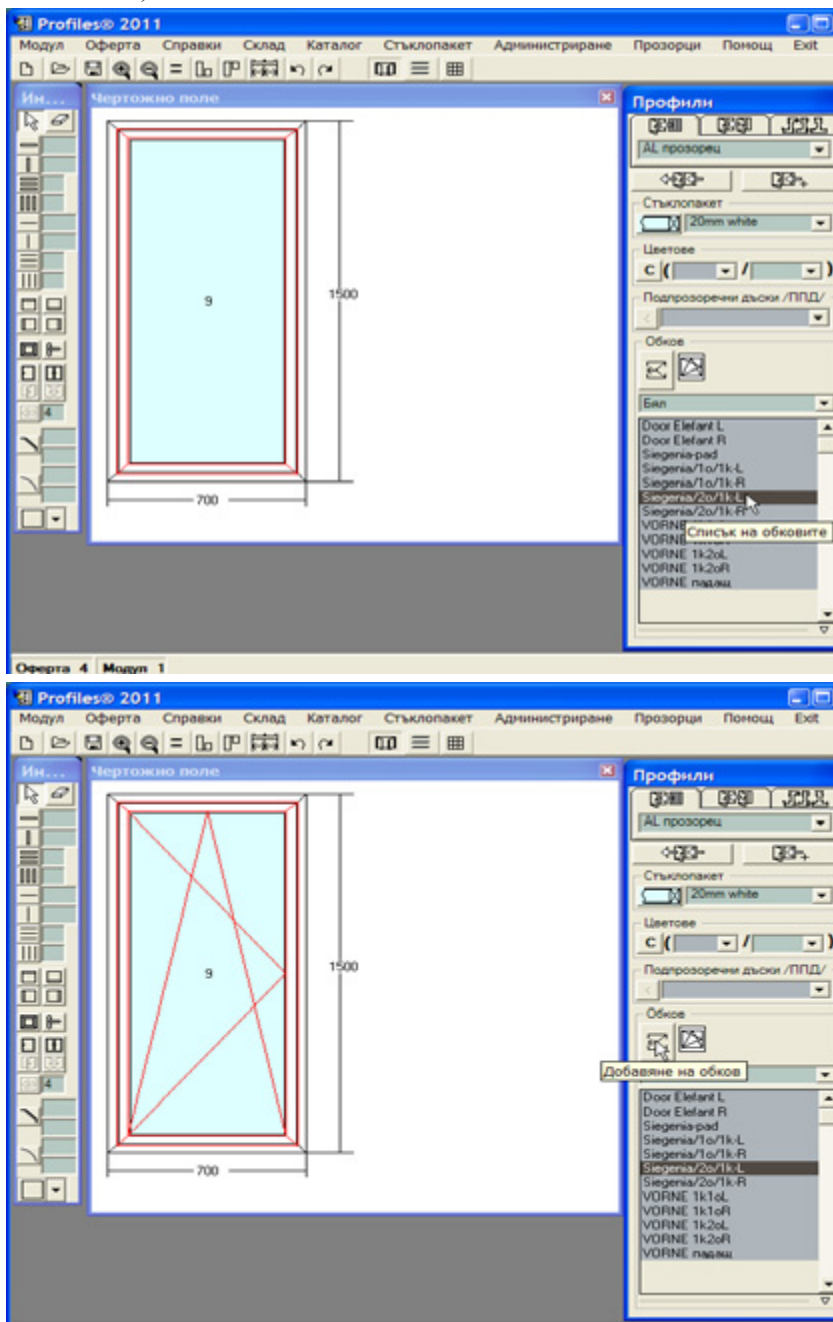 Profiles® 2011
Модул Оферта Справки Склад Каталог Стъклопакет Администриране Прозорци Помощ Exit
Ин...
Чертожно поле
9
1500
700
4
Профили
AL прозорец
Стъклопакет
20mm white
Цветове
C ( / )
Подпрозоречни дъски /ППД/
<
Обков
Бял
Door Elefant L
Door Elefant R
Siegenia-pad
Siegenia/1o/1k-L
Siegenia/1o/1k-R
Siegenia/2o/1k-L
Siegenia/2o/1k-R
VORNE
Списък на обковите
VORNE
VORNE 1k2oL
VORNE 1k2oR
VORNE падащ
Оферта 4 Модул 1
Profiles® 2011
Модул Оферта Справки Склад Каталог Стъклопакет Администриране Прозорци Помощ Exit
Ин...
Чертожно поле
9
1500
700
4
Профили
AL прозорец
Стъклопакет
20mm white
Цветове
C ( / )
Подпрозоречни дъски /ППД/
<
Обков
Добавяне на обков
Door Elefant L
Door Elefant R
Siegenia-pad
Siegenia/1o/1k-L
Siegenia/1o/1k-R
Siegenia/2o/1k-L
Siegenia/2o/1k-R
VORNE 1k1oL
VORNE 1k1oR
VORNE 1k2oL
VORNE 1k2oR
VORNE падащ